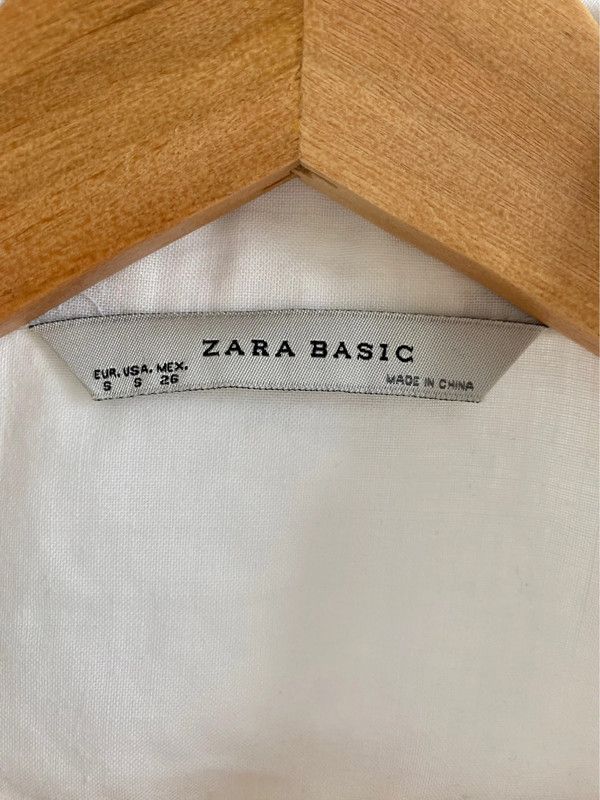 ZARA BASIC
EUR. USA. MEX.
S S 26
MADE IN CHINA